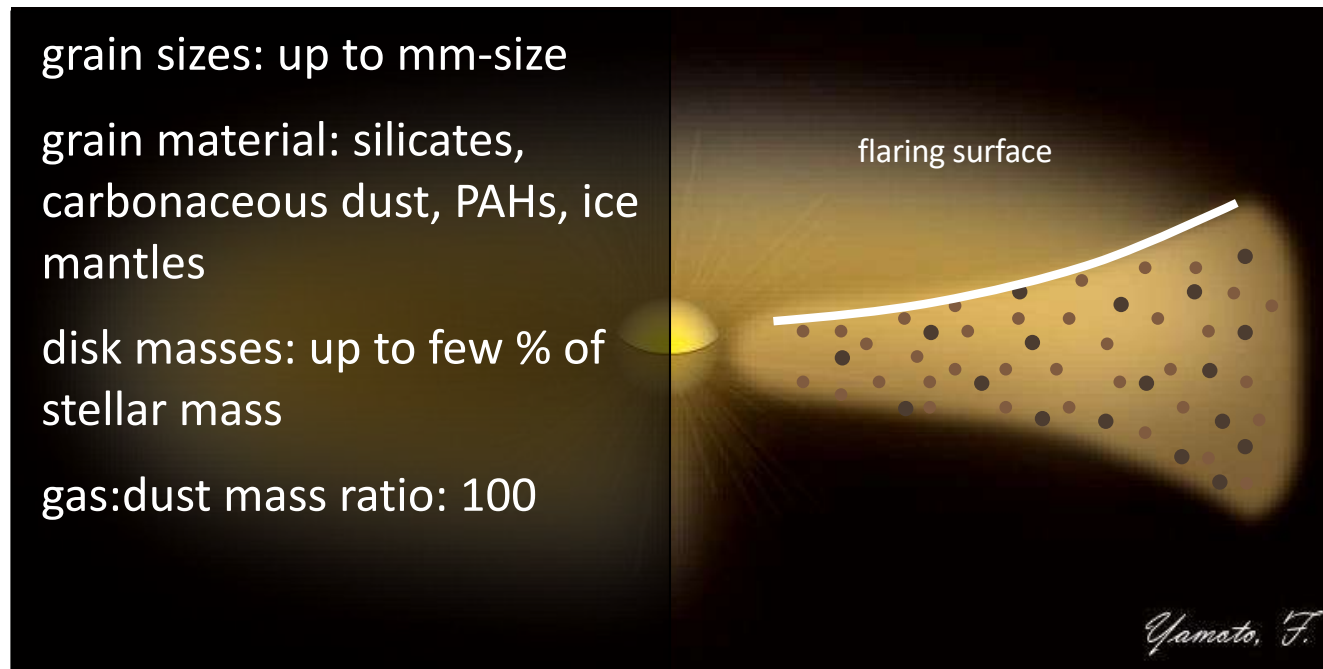 grain sizes: up to mm-size
grain material: silicates,
carbonaceous dust, PAHs, ice
mantles
disk masses: up to few % of
stellar mass
gas:dust mass ratio: 100
flaring surface
Yamoto, F.